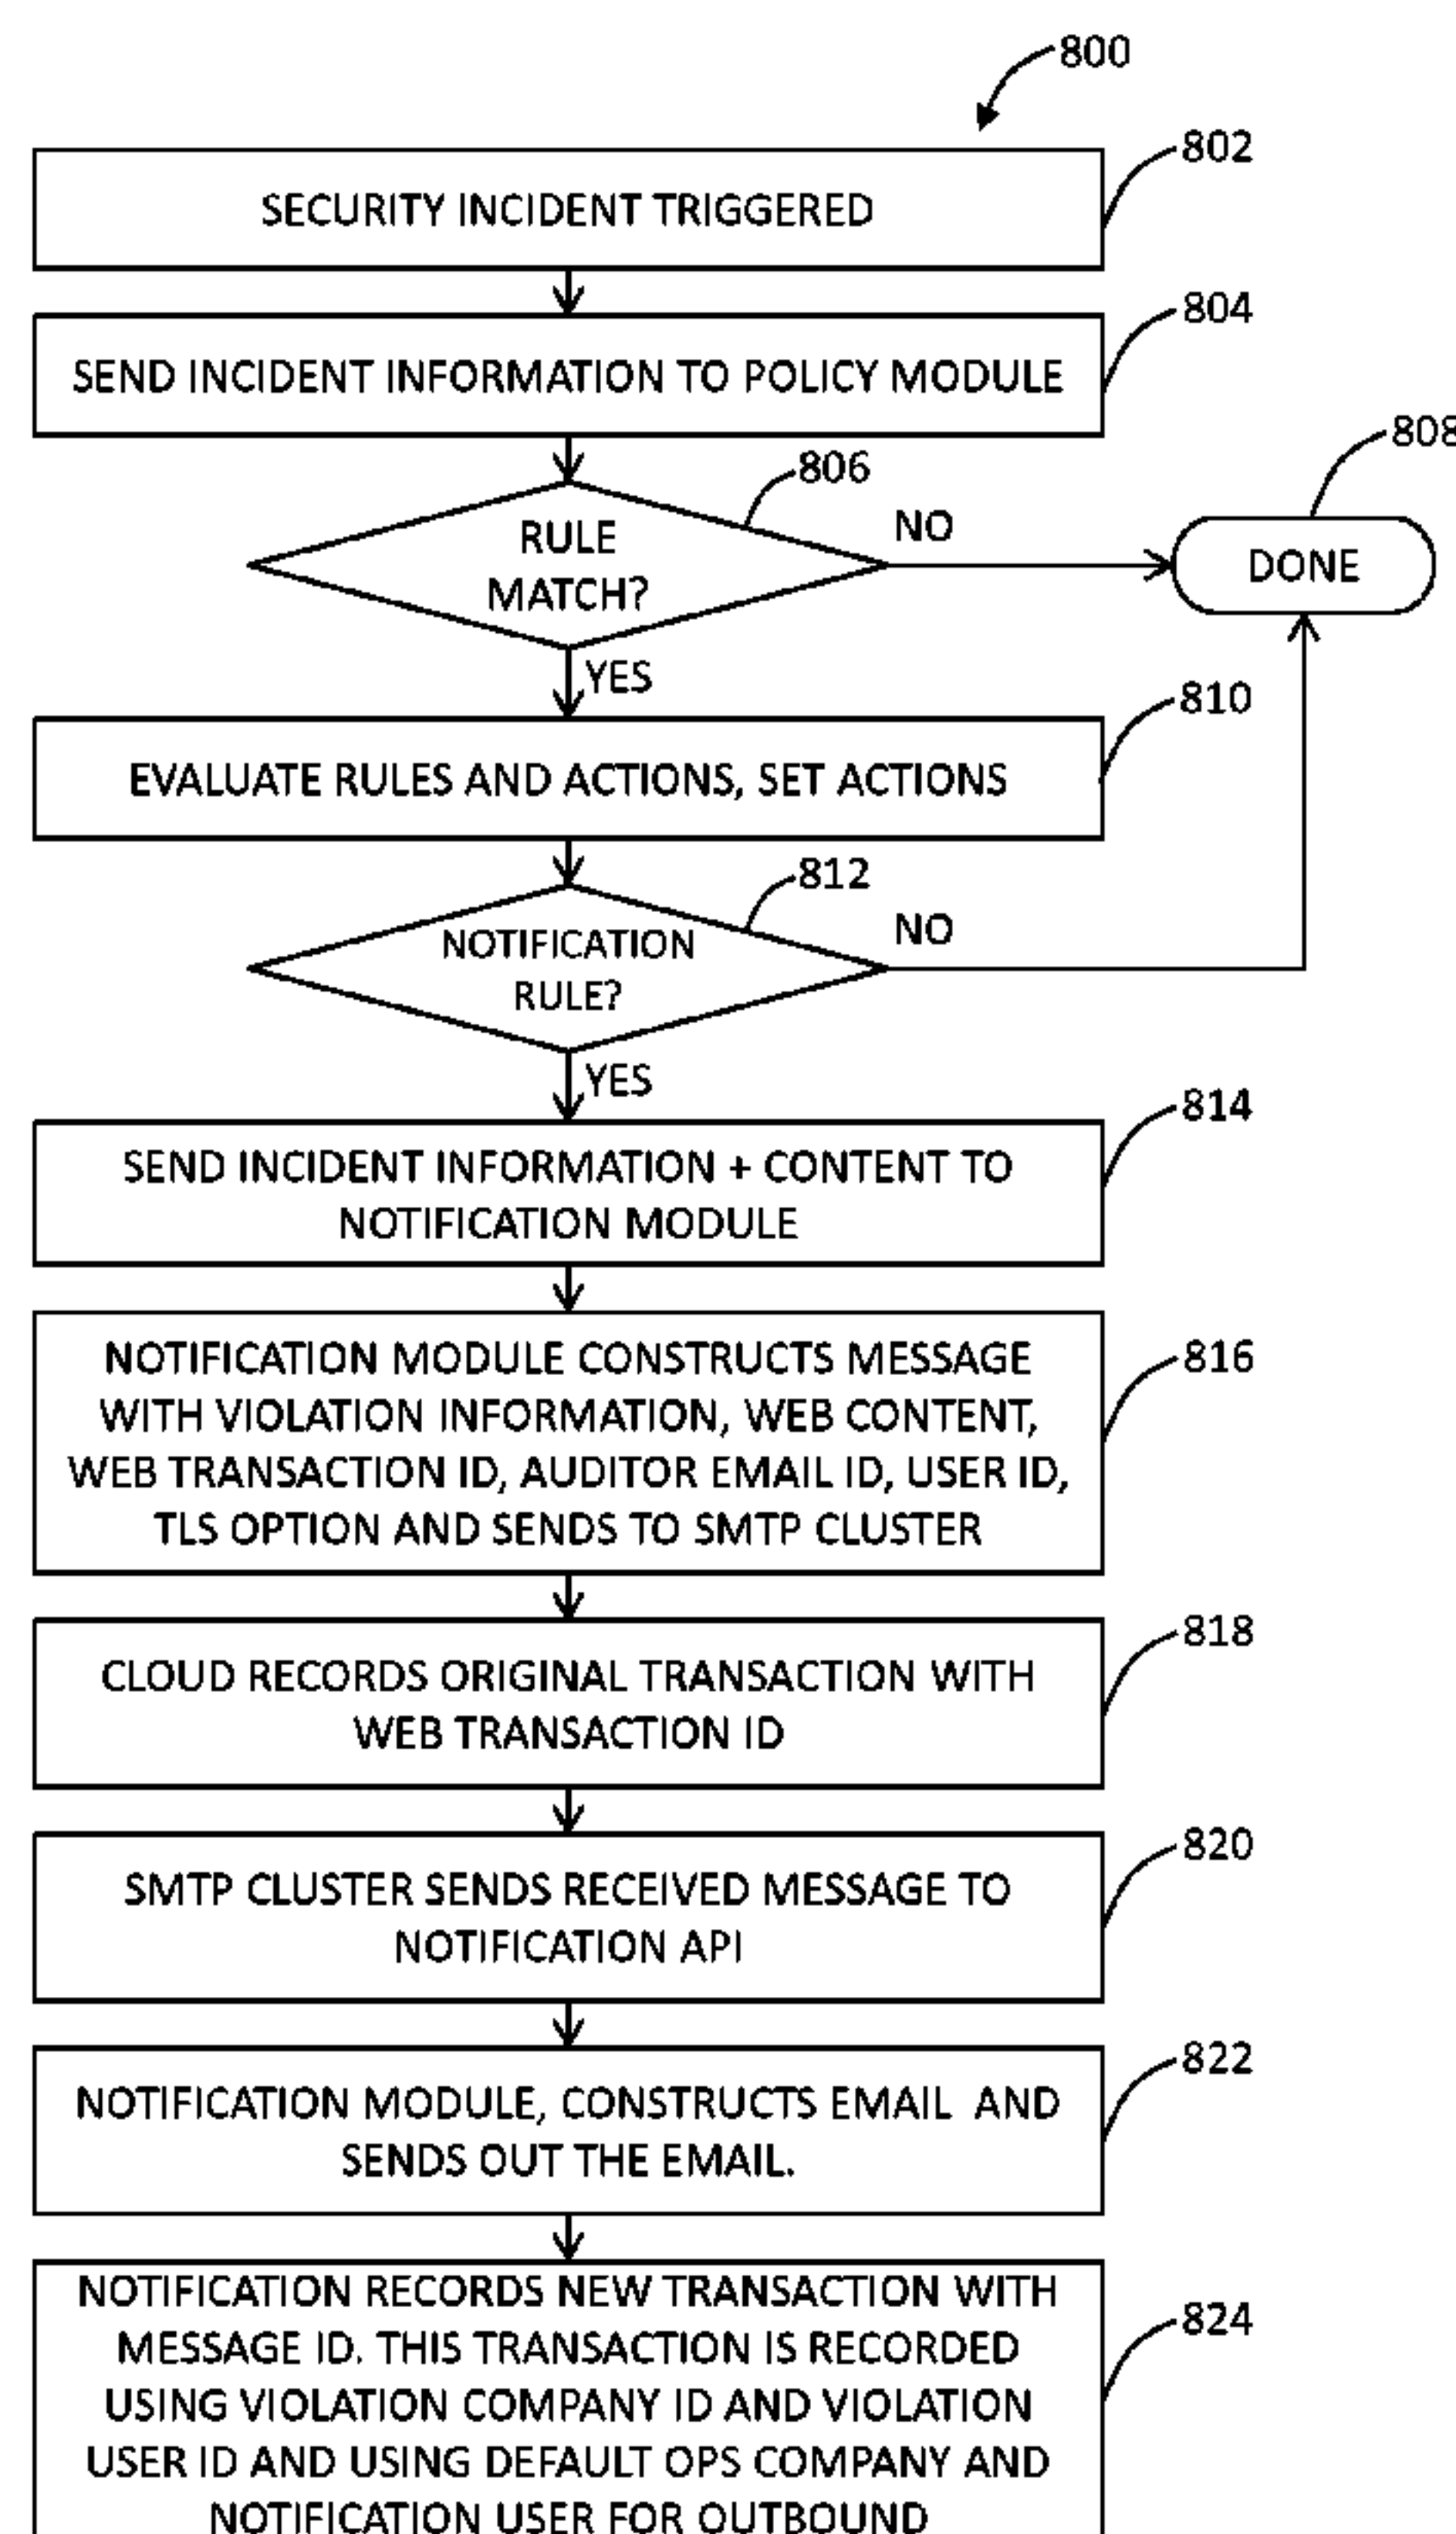 800
802
SECURITY INCIDENT TRIGGERED
804
SEND INCIDENT INFORMATION TO POLICY MODULE
806
808
RULE
MATCH?
NO
DONE
YES
810
EVALUATE RULES AND ACTIONS, SET ACTIONS
812
NOTIFICATION
RULE?
NO
YES
814
SEND INCIDENT INFORMATION + CONTENT TO
NOTIFICATION MODULE
816
NOTIFICATION MODULE CONSTRUCTS MESSAGE
WITH VIOLATION INFORMATION, WEB CONTENT,
WEB TRANSACTION ID, AUDITOR EMAIL ID, USER ID,
TLS OPTION AND SENDS TO SMTP CLUSTER
818
CLOUD RECORDS ORIGINAL TRANSACTION WITH
WEB TRANSACTION ID
820
SMTP CLUSTER SENDS RECEIVED MESSAGE TO
NOTIFICATION API
822
NOTIFICATION MODULE, CONSTRUCTS EMAIL AND
SENDS OUT THE EMAIL.
824
NOTIFICATION RECORDS NEW TRANSACTION WITH
MESSAGE ID. THIS TRANSACTION IS RECORDED
USING VIOLATION COMPANY ID AND VIOLATION
USER ID AND USING DEFAULT OPS COMPANY AND
NOTIFICATION USER FOR OUTBOUND